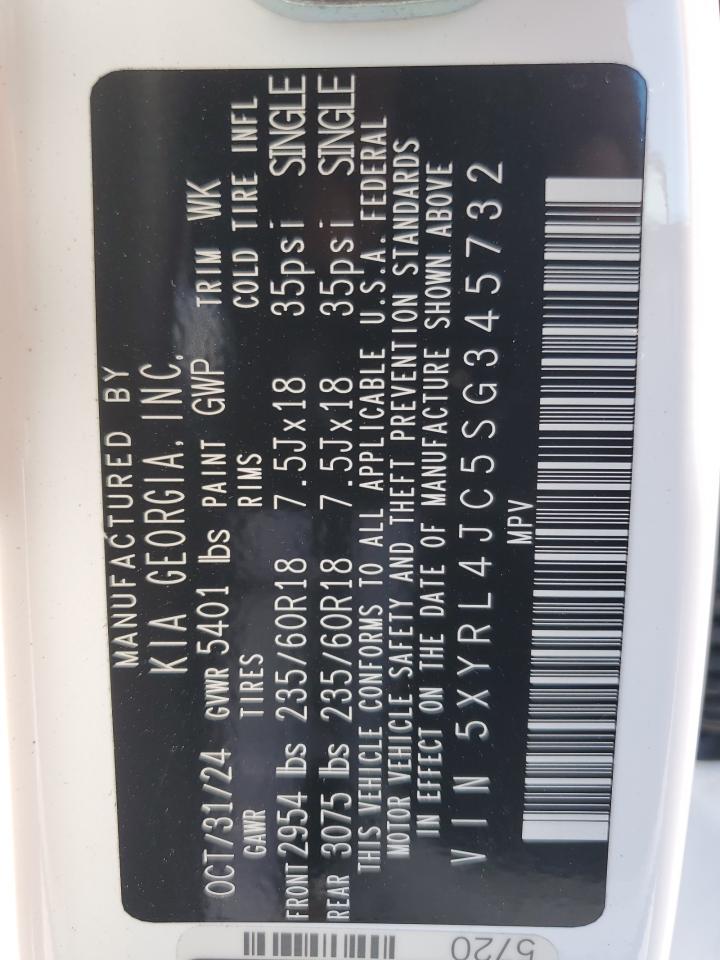 MANUFACTURED BY
KIA GEORGIA, INC.
OCT/31/24 GVWR 5401 lbs PAINT GWP TRIM WK
GAWR TIRES RIMS COLD TIRE INFL
FRONT 2954 lbs 235/60R18 7.5Jx18 35psi SINGLE
REAR 3075 lbs 235/60R18 7.5Jx18 35psi SINGLE
THIS VEHICLE CONFORMS TO ALL APPLICABLE U.S.A. FEDERAL
MOTOR VEHICLE SAFETY AND THEFT PREVENTION STANDARDS
IN EFFECT ON THE DATE OF MANUFACTURE SHOWN ABOVE
VIN 5XYRL4JC5SG345732
MPV
5720